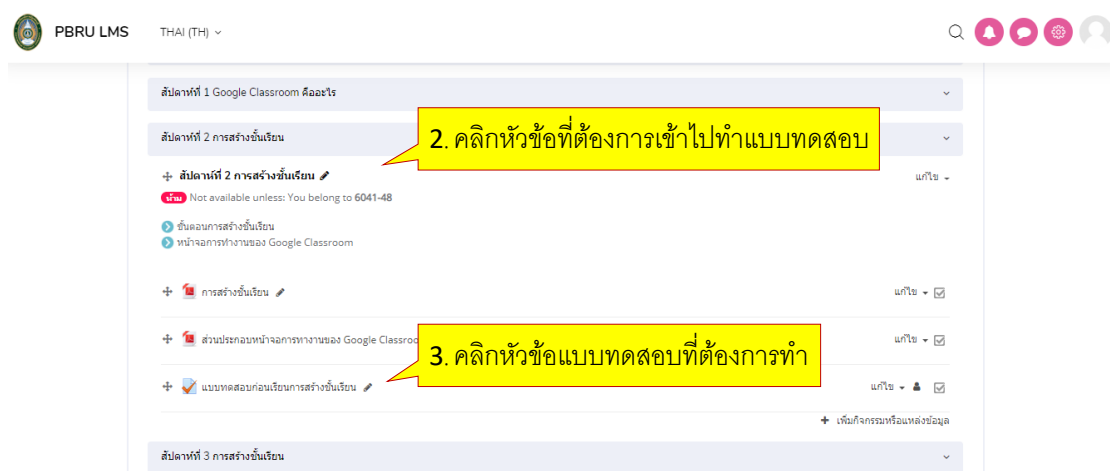 PBRU LMS THAI (TH)
สัปดาห์ที่ 1 Google Classroom คืออะไร
สัปดาห์ที่ 2 การสร้างชั้นเรียน
2. คลิกหัวข้อที่ต้องการเข้าไปทำแบบทดสอบ
สัปดาห์ที่ 2 การสร้างชั้นเรียน แก้ไข
ห้าม Not available unless: You belong to 6041-48
ขั้นตอนการสร้างชั้นเรียน
หน้าจอการทำงานของ Google Classroom
การสร้างชั้นเรียน แก้ไข
ส่วนประกอบหน้าจอการทางานของ Google Classroo แก้ไข
3. คลิกหัวข้อแบบทดสอบที่ต้องการทำ
แบบทดสอบก่อนเรียนการสร้างชั้นเรียน แก้ไข
เพิ่มกิจกรรมหรือแหล่งข้อมูล
สัปดาห์ที่ 3 การสร้างชั้นเรียน